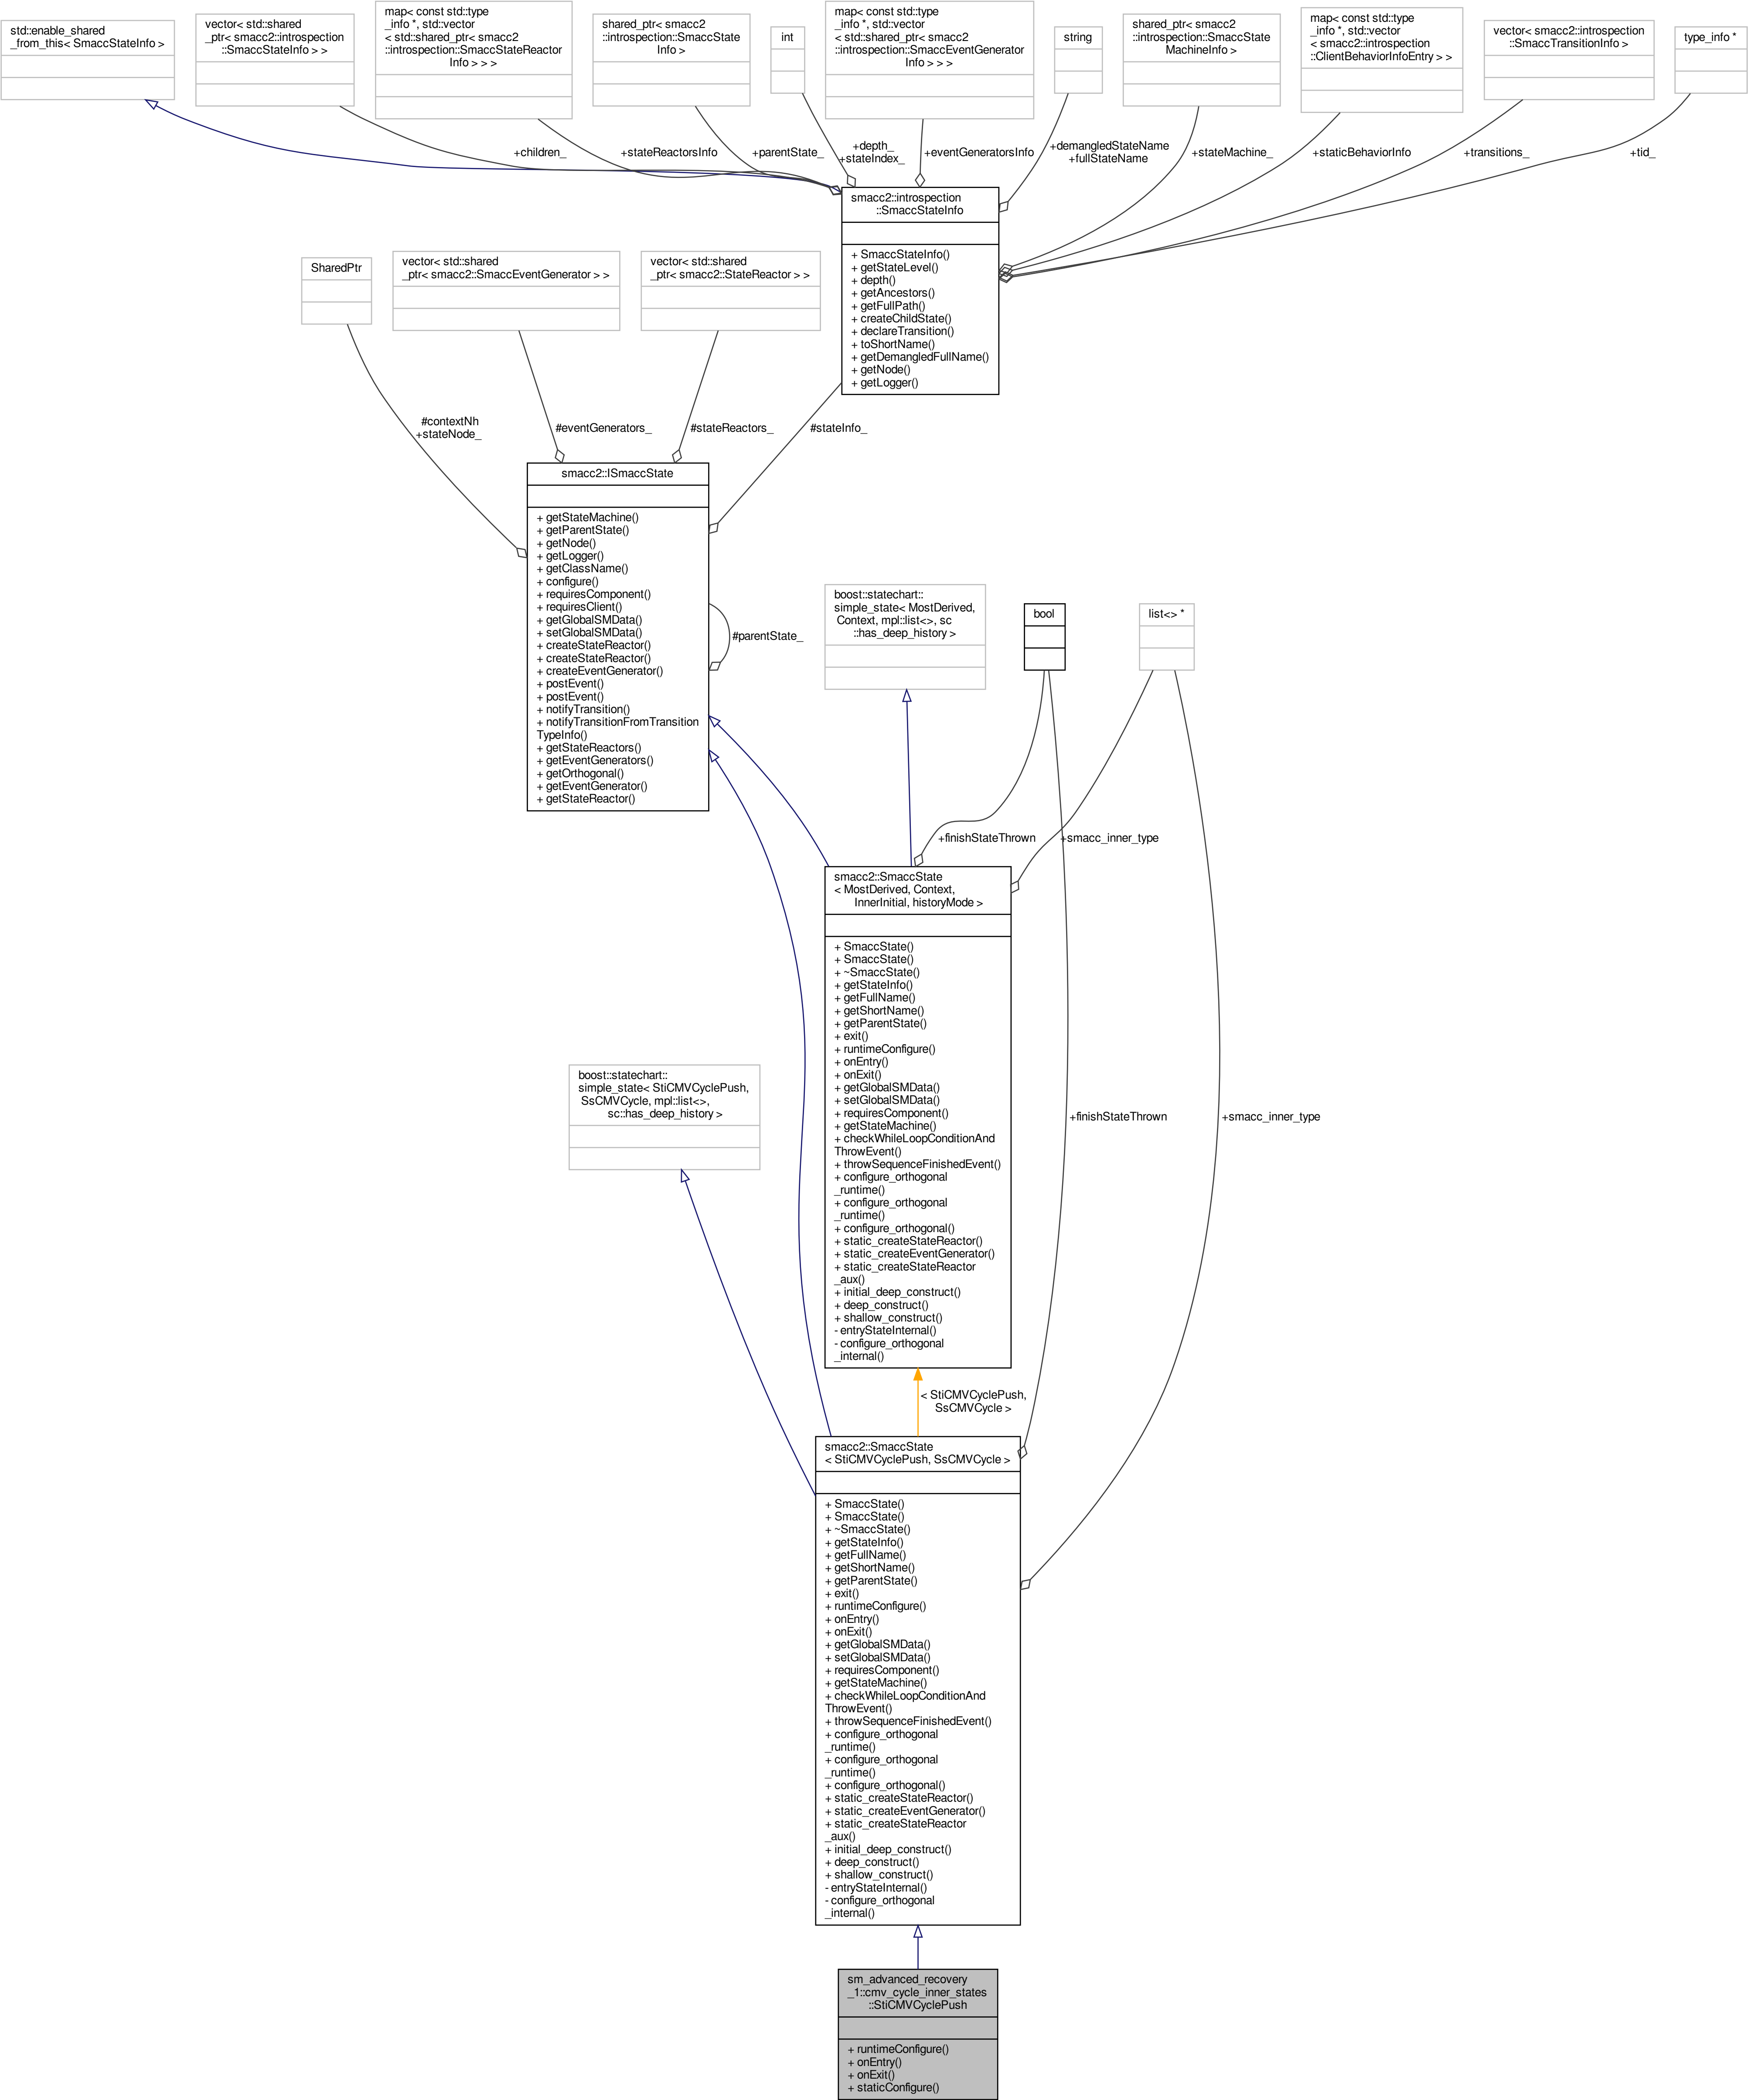 std::enable_shared
_from_this< SmaccStateInfo >
vector< std::shared
_ptr< smacc2::introspection
::SmaccStateInfo > >
map< const std::type
_info *, std::vector
< std::shared_ptr< smacc2
::introspection::SmaccStateReactor
Info > > >
shared_ptr< smacc2
::introspection::SmaccState
Info >
int
map< const std::type
_info *, std::vector
< std::shared_ptr< smacc2
::introspection::SmaccEventGenerator
Info > > >
string
shared_ptr< smacc2
::introspection::SmaccState
MachineInfo >
map< const std::type
_info *, std::vector
< smacc2::introspection
::ClientBehaviorInfoEntry > >
vector< smacc2::introspection
::SmaccTransitionInfo >
type_info *
+children_
+stateReactorsInfo
+parentState_
+depth_
+stateIndex_
+eventGeneratorsInfo
+demangledStateName
+fullStateName
+stateMachine_
+staticBehaviorInfo
+transitions_
+tid_
smacc2::introspection
::SmaccStateInfo
+ SmaccStateInfo()
+ getStateLevel()
+ depth()
+ getAncestors()
+ getFullPath()
+ createChildState()
+ declareTransition()
+ toShortName()
+ getDemangledFullName()
+ getNode()
+ getLogger()
SharedPtr
vector< std::shared
_ptr< smacc2::SmaccEventGenerator > >
vector< std::shared
_ptr< smacc2::StateReactor > >
#contextNh
+stateNode_
#eventGenerators_
#stateReactors_
#stateInfo_
smacc2::ISmaccState
+ getStateMachine()
+ getParentState()
+ getNode()
+ getLogger()
+ getClassName()
+ configure()
+ requiresComponent()
+ requiresClient()
+ getGlobalSMData()
+ setGlobalSMData()
+ createStateReactor()
+ createStateReactor()
+ createEventGenerator()
+ postEvent()
+ postEvent()
+ notifyTransition()
+ notifyTransitionFromTransition
TypeInfo()
+ getStateReactors()
+ getEventGenerators()
+ getOrthogonal()
+ getEventGenerator()
+ getStateReactor()
#parentState_
boost::statechart::
simple_state< MostDerived,
Context, mpl::list<>, sc
::has_deep_history >
bool
list<> *
+finishStateThrown
+smacc_inner_type
smacc2::SmaccState
< MostDerived, Context,
InnerInitial, historyMode >
+ SmaccState()
+ SmaccState()
+ ~SmaccState()
+ getStateInfo()
+ getFullName()
+ getShortName()
+ getParentState()
+ exit()
+ runtimeConfigure()
+ onEntry()
+ onExit()
+ getGlobalSMData()
+ setGlobalSMData()
+ requiresComponent()
+ getStateMachine()
+ checkWhileLoopConditionAnd
ThrowEvent()
+ throwSequenceFinishedEvent()
+ configure_orthogonal
_runtime()
+ configure_orthogonal
_runtime()
+ configure_orthogonal()
+ static_createStateReactor()
+ static_createEventGenerator()
+ static_createStateReactor
_aux()
+ initial_deep_construct()
+ deep_construct()
+ shallow_construct()
- entryStateInternal()
- configure_orthogonal
_internal()
boost::statechart::
simple_state< StiCMVCyclePush,
SsCMVCycle, mpl::list<>,
sc::has_deep_history >
+finishStateThrown
+smacc_inner_type
< StiCMVCyclePush,
SsCMVCycle >
smacc2::SmaccState
< StiCMVCyclePush, SsCMVCycle >
+ SmaccState()
+ SmaccState()
+ ~SmaccState()
+ getStateInfo()
+ getFullName()
+ getShortName()
+ getParentState()
+ exit()
+ runtimeConfigure()
+ onEntry()
+ onExit()
+ getGlobalSMData()
+ setGlobalSMData()
+ requiresComponent()
+ getStateMachine()
+ checkWhileLoopConditionAnd
ThrowEvent()
+ throwSequenceFinishedEvent()
+ configure_orthogonal
_runtime()
+ configure_orthogonal
_runtime()
+ configure_orthogonal()
+ static_createStateReactor()
+ static_createEventGenerator()
+ static_createStateReactor
_aux()
+ initial_deep_construct()
+ deep_construct()
+ shallow_construct()
- entryStateInternal()
- configure_orthogonal
_internal()
sm_advanced_recovery
_1::cmv_cycle_inner_states
::StiCMVCyclePush
+ runtimeConfigure()
+ onEntry()
+ onExit()
+ staticConfigure()